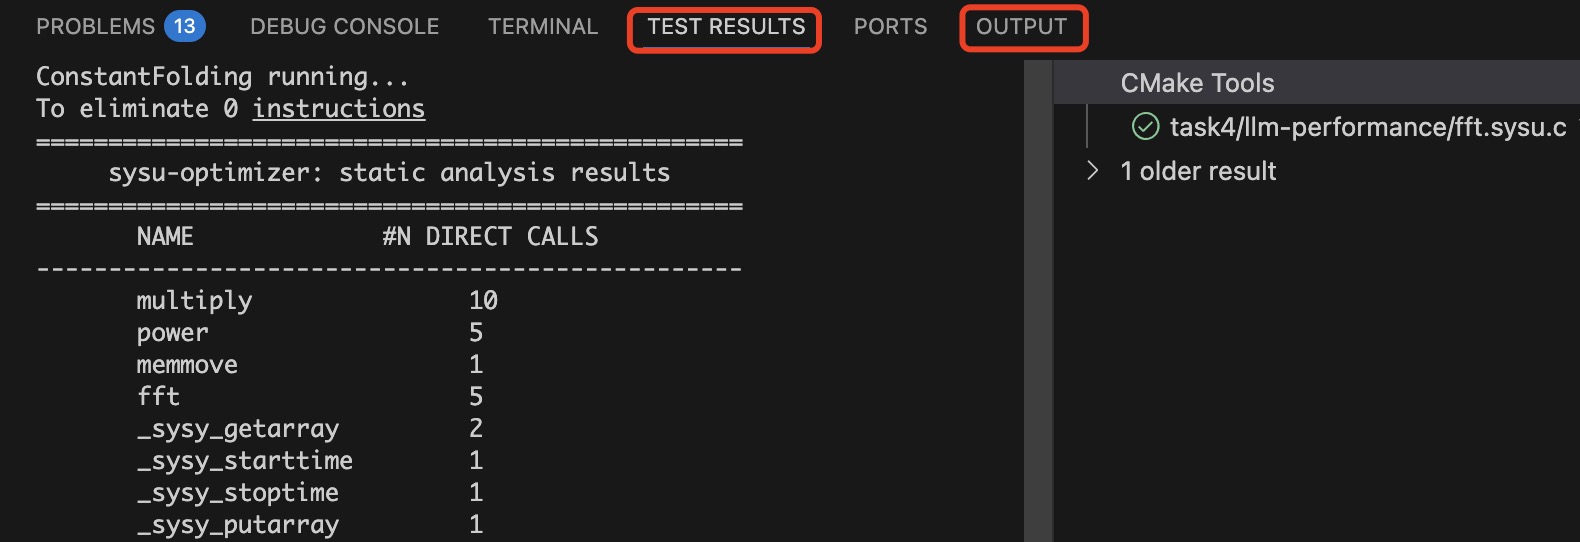 PROBLEMS 13 DEBUG CONSOLE TERMINAL TEST RESULTS PORTS OUTPUT
ConstantFolding running...
To eliminate 0 instructions
=================================================
sysu-optimizer: static analysis results
=================================================
NAME #N DIRECT CALLS
-------------------------------------------------
multiply 10
power 5
memmove 1
fft 5
_sysy_getarray 2
_sysy_starttime 1
_sysy_stoptime 1
_sysy_putarray 1
CMake Tools
task4/llm-performance/fft.sysu.c
1 older result